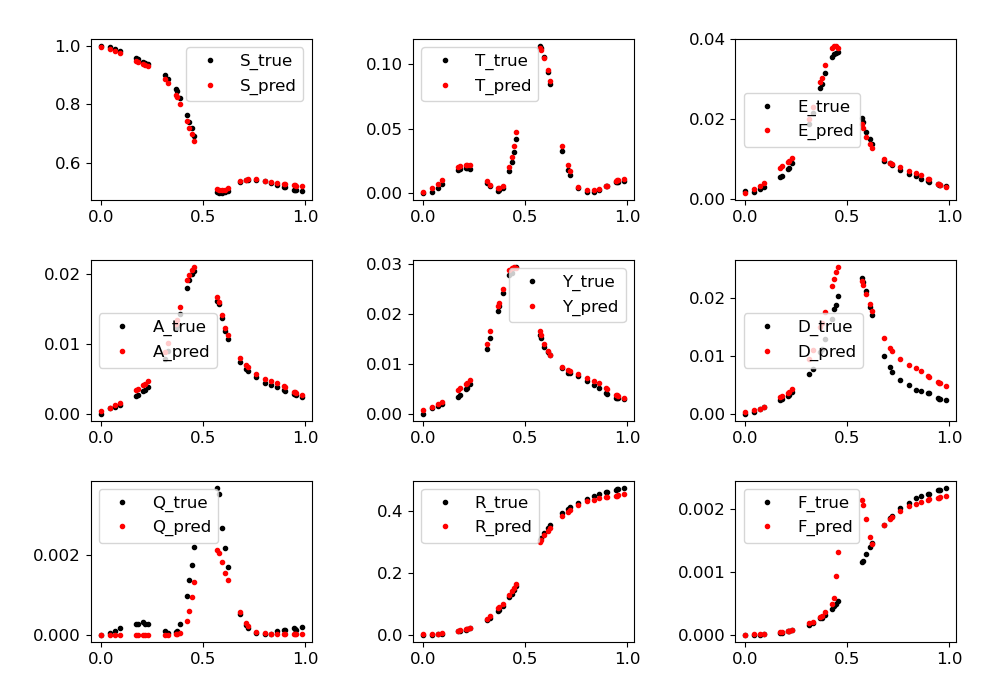 1.0
0.8
0.6
0.0 0.5 1.0
S_true
S_pred
0.10
0.05
0.00
0.0 0.5 1.0
T_true
T_pred
0.04
0.02
0.00
0.0 0.5 1.0
E_true
E_pred
0.02
0.01
0.00
0.0 0.5 1.0
A_true
A_pred
0.03
0.02
0.01
0.00
0.0 0.5 1.0
Y_true
Y_pred
0.02
0.01
0.00
0.0 0.5 1.0
D_true
D_pred
0.002
0.000
0.0 0.5 1.0
Q_true
Q_pred
0.4
0.2
0.0
0.0 0.5 1.0
R_true
R_pred
0.002
0.001
0.000
0.0 0.5 1.0
F_true
F_pred